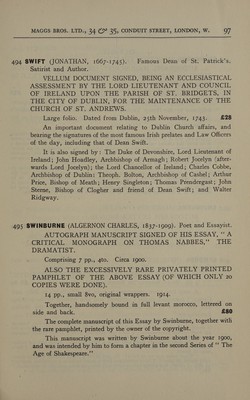 MAGGS BROS. LTD., 34 & 35, CONDUIT STREET, LONDON, W. 97
494 SWIFT (JONATHAN, 1667-1745). Famous Dean of St. Patrick's.
Satirist and Author.
VELLUM DOCUMENT SIGNED, BEING AN ECCLESIASTICAL
ASSESSMENT BY THE LORD LIEUTENANT AND COUNCIL
OF IRELAND UPON THE PARISH OF ST. BRIDGETS, IN
THE CITY OF DUBLIN, FOR THE MAINTENANCE OF THE
CHURCH OF ST. ANDREWS.
Large folio. Dated from Dublin, 25th November, 1743. £28
An important document relating to Dublin Church affairs, and
bearing the signatures of the most famous Irish prelates and Law Officers
of the day, including that of Dean Swift.
It is also signed by: The Duke of Devonshire, Lord Lieutenant of
Ireland; John Hoadley, Archbishop of Armagh; Robert Jocelyn (after-
wards Lord Jocelyn); the Lord Chancellor of Ireland; Charles Cobbe,
Archbishop of Dublin; Theoph. Bolton, Archbishop of Cashel; Arthur
Price, Bishop of Meath; Henry Singleton; Thomas Pendergast; John
Sterne, Bishop of Clogher and friend of Dean Swift; and Walter
Ridgway.
495 SWINBURNE (ALGERNON CHARLES, 1837-1909). Poet and Essayist.
AUTOGRAPH MANUSCRIPT SIGNED OF HIS ESSAY, " A
CRITICAL MONOGRAPH ON THOMAS NABBES," THE
DRAMATIST.
Comprising 7 pp., 4to. Circa 1900.
ALSO THE EXCESSIVELY RARE PRIVATELY PRINTED
PAMPHLET OF THE ABOVE ESSAY (OF WHICH ONLY 20
COPIES WERE DONE).
14 pp., small 8vo, original wrappers. 1914.
Together, handsomely bound in full levant morocco, lettered on
side and back. £80
The complete manuscript of this Essay by Swinburne, together with
the rare pamphlet, printed by the owner of the copyright.
This manuscript was written by Swinburne about the year 1900,
and was intended by him to form a chapter in the second Series of " The
Age of Shakespeare."